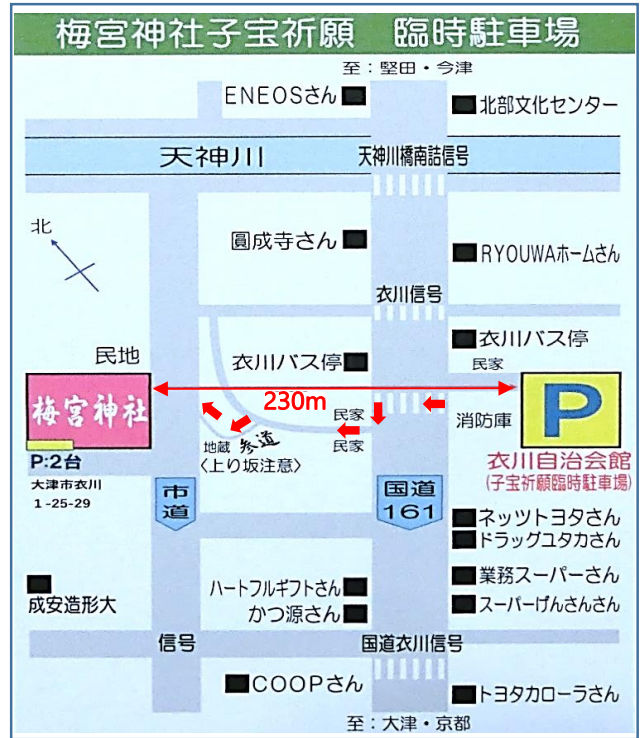 梅宮神社子宝祈願 臨時駐車場
至：堅田・今津
ENEOSさん
北部文化センター
天神川
天神川橋南詰信号
北
圓成寺さん
RYOUWAホームさん
衣川信号
衣川バス停
民地
衣川バス停
民家
梅宮神社
230m
P
民家
消防庫
地蔵 参道
民家
〈上り坂注意〉
衣川自治会館
(子宝祈願臨時駐車場)
P:2台
大津市衣川
1-25-29
市道
国道
161
ネッツトヨタさん
ドラッグユタカさん
業務スーパーさん
ハートフルギフトさん
成安造形大
スーパーげんさんさん
かつ源さん
信号
国道衣川信号
COOPさん
トヨタカローラさん
至：大津・京都